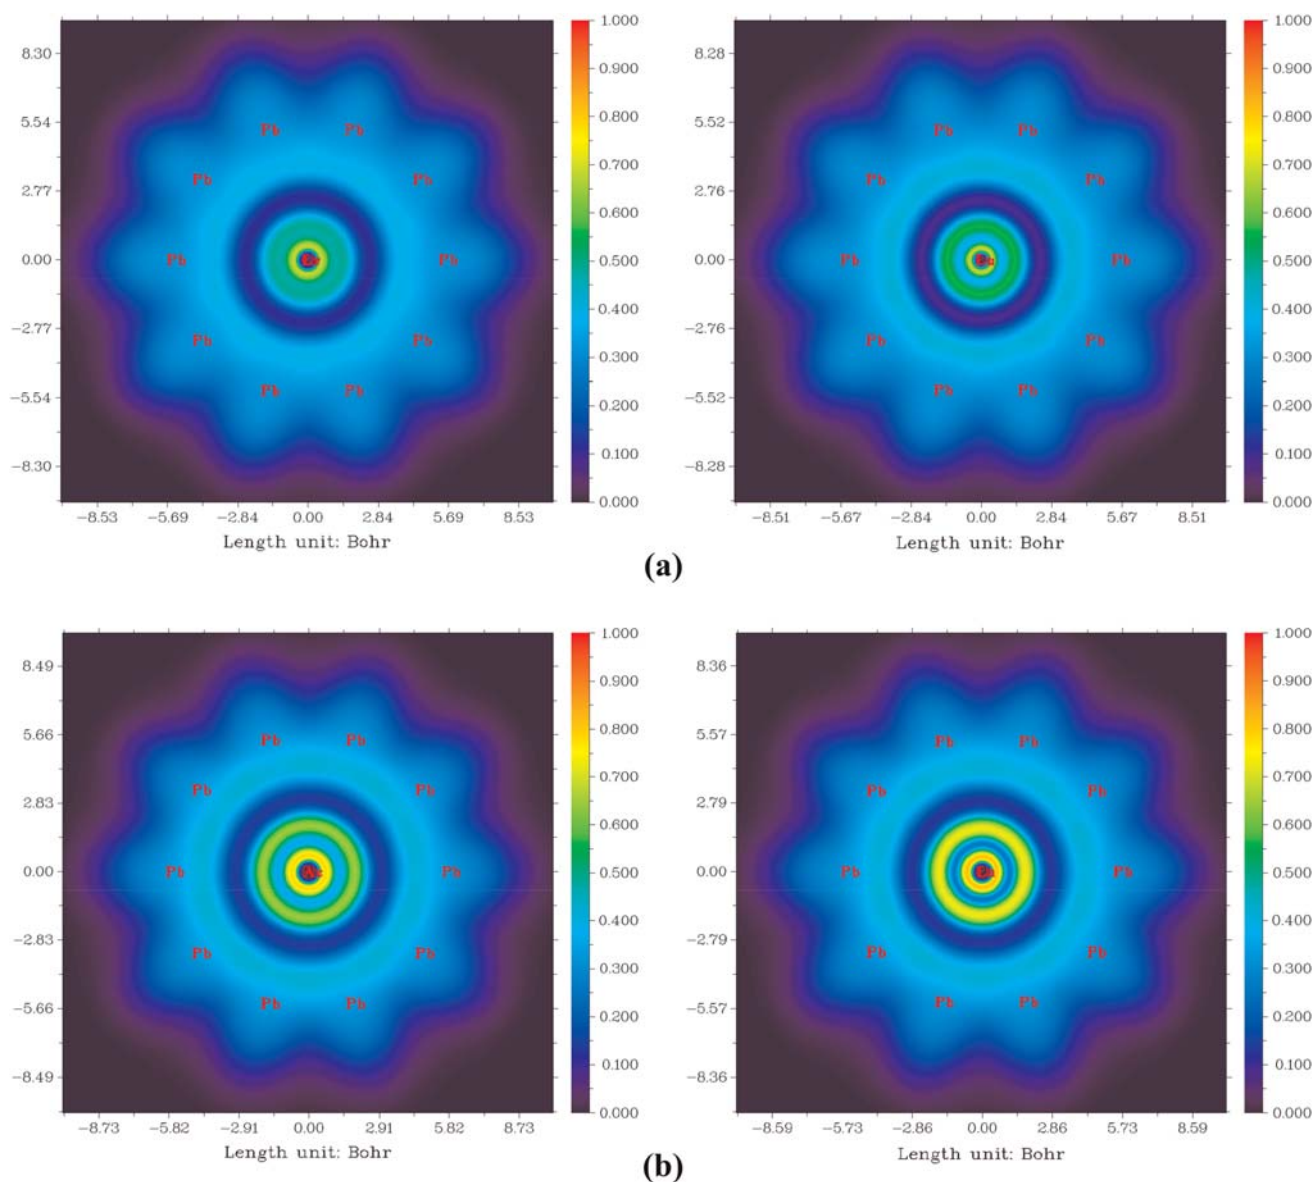 8.30
5.54
2.77
0.00
−2.77
−5.54
−8.30
Pb Pb
Pb Pb
Pb Pb
Pb Pb
Pb Pb
−8.53 −5.69 −2.84 0.00 2.84 5.69 8.53
Length unit: Bohr
1.000
0.900
0.800
0.700
0.600
0.500
0.400
0.300
0.200
0.100
0.000
8.28
5.52
2.76
0.00
−2.76
−5.52
−8.28
Pb Pb
Pb Pb
Pb Pb
Pb Pb
Pb Pb
−8.51 −5.67 −2.84 0.00 2.84 5.67 8.51
Length unit: Bohr
1.000
0.900
0.800
0.700
0.600
0.500
0.400
0.300
0.200
0.100
0.000
(a)
8.49
5.66
2.83
0.00
−2.83
−5.66
−8.49
Pb Pb
Pb Pb
Pb Pb
Pb Pb
Pb Pb
−8.73 −5.82 −2.91 0.00 2.91 5.82 8.73
Length unit: Bohr
1.000
0.900
0.800
0.700
0.600
0.500
0.400
0.300
0.200
0.100
0.000
8.36
5.57
2.79
0.00
−2.79
−5.57
−8.36
Pb Pb
Pb Pb
Pb Pb
Pb Pb
Pb Pb
−8.59 −5.73 −2.86 0.00 2.86 5.73 8.59
Length unit: Bohr
1.000
0.900
0.800
0.700
0.600
0.500
0.400
0.300
0.200
0.100
0.000
(b)